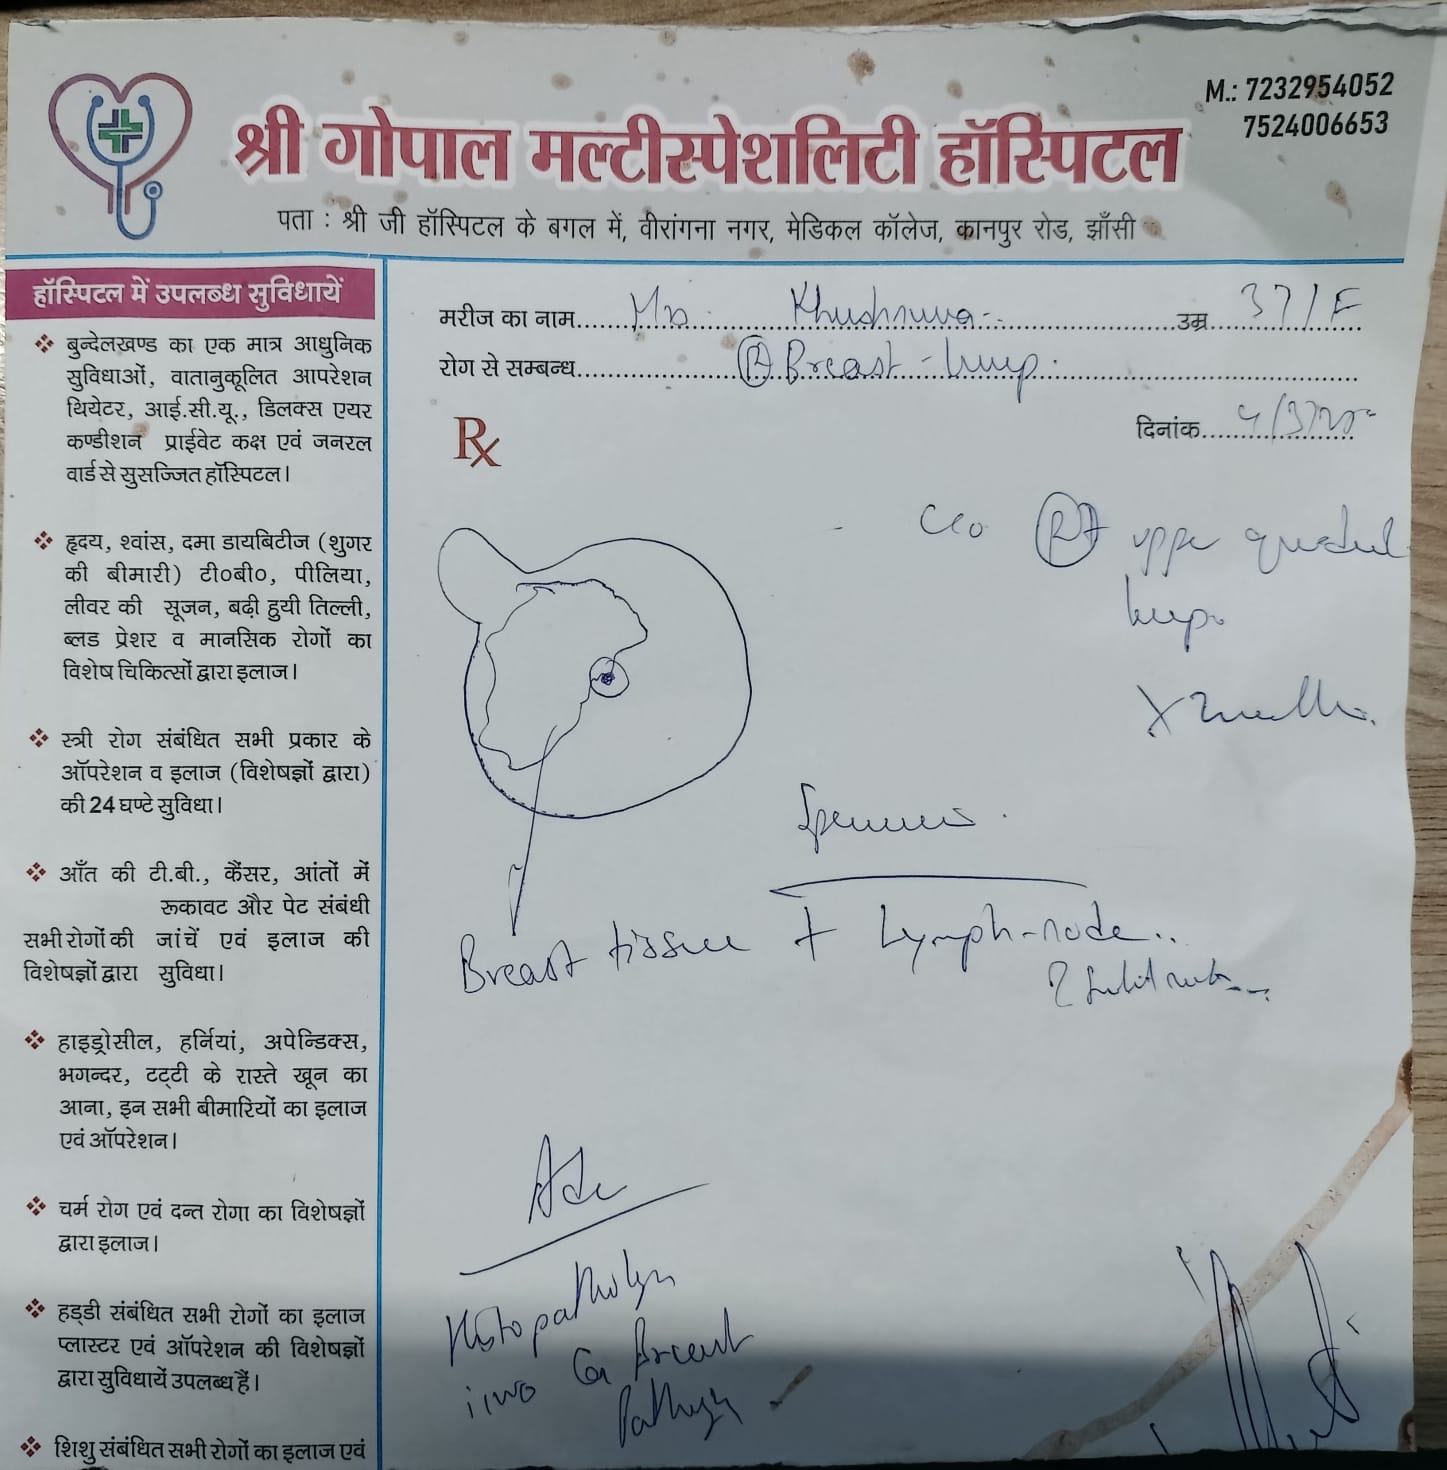 M.: 7232954052
7524006653
श्री गोपाल मल्टीस्पेशलिटी हॉस्पिटल
पता : श्री जी हॉस्पिटल के बगल में, वीरांगना नगर, मेडिकल कॉलेज, कानपुर रोड, झाँसी
हॉस्पिटल में उपलब्ध सुविधायें
बुन्देलखण्ड का एक मात्र आधुनिक
सुविधाओं, वातानुकूलित आपरेशन
थियेटर, आई.सी.यू., डिलक्स एयर
कण्डीशन प्राईवेट कक्ष एवं जनरल
वार्ड से सुसज्जित हॉस्पिटल।
हृदय, श्वांस, दमा डायबिटीज (शुगर
की बीमारी) टी०बी०, पीलिया,
लीवर की सूजन, बढ़ी हुयी तिल्ली,
ब्लड प्रेशर व मानसिक रोगों का
विशेष चिकित्सों द्वारा इलाज।
स्त्री रोग संबंधित सभी प्रकार के
ऑपरेशन व इलाज (विशेषज्ञों द्वारा)
की 24 घण्टे सुविधा।
आँत की टी.बी., कैंसर, आंतों में
रूकावट और पेट संबंधी
सभी रोगों की जांचें एवं इलाज की
विशेषज्ञों द्वारा सुविधा।
हाइड्रोसील, हर्नियां, अपेन्डिक्स,
भगन्दर, टट्टी के रास्ते खून का
आना, इन सभी बीमारियों का इलाज
एवं ऑपरेशन।
चर्म रोग एवं दन्त रोगा का विशेषज्ञों
द्वारा इलाज।
हड्डी संबंधित सभी रोगों का इलाज
प्लास्टर एवं ऑपरेशन की विशेषज्ञों
द्वारा सुविधायें उपलब्ध हैं।
शिशु संबंधित सभी रोगों का इलाज एवं
मरीज का नाम..... Khushnuma उम्र..... 37/F
रोग से सम्बन्ध..... Rt Breast-lump.
दिनांक.....
Rx
C/o Rt upper quadrant
lump
Specimen.
Breast tissue + Lymph-node..
Adv
Histopathology
Breast